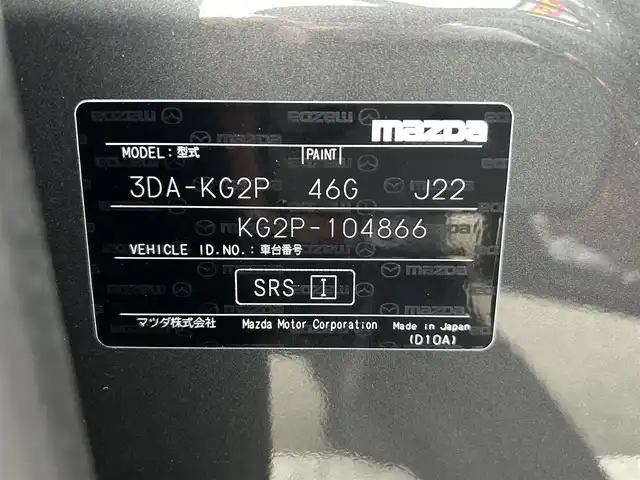 mazda
MODEL:型式 PAINT
3DA-KG2P 46G J22
KG2P-104866
VEHICLE ID.NO.:車台番号
SRS I
マツダ株式会社 Mazda Motor Corporation Made in Japan
(D10A)